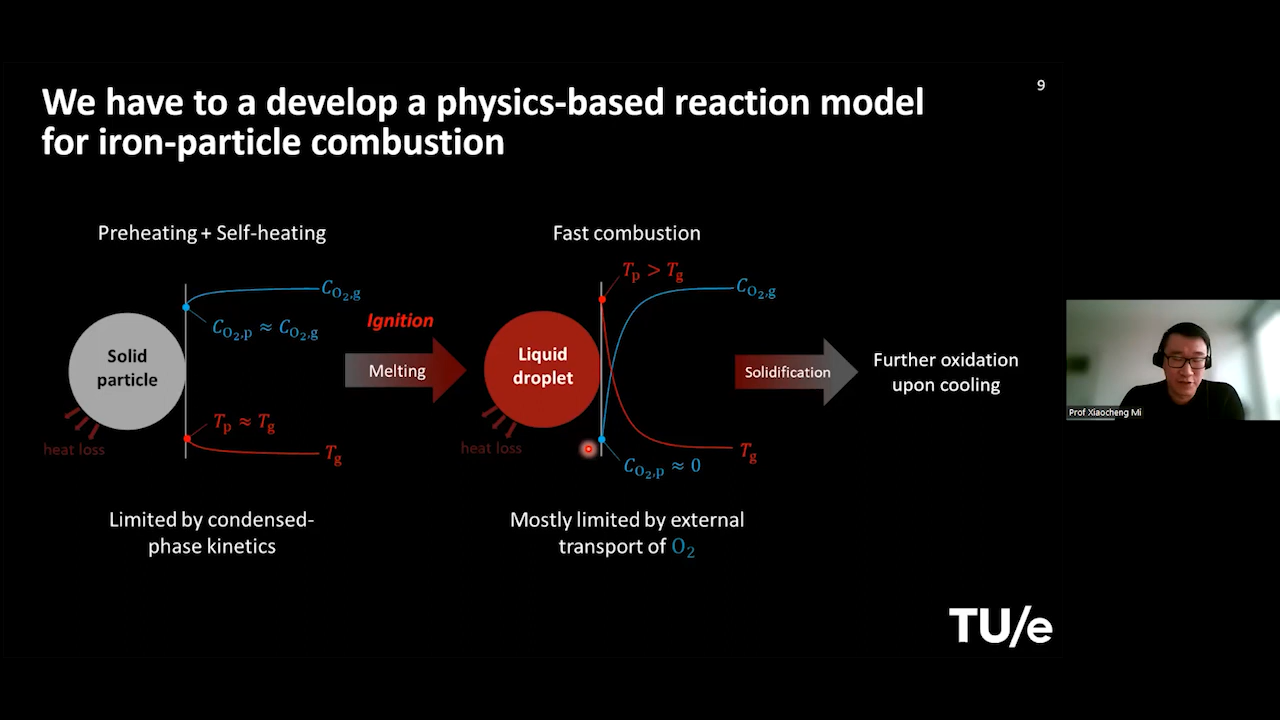 We have to a develop a physics-based reaction model
for iron-particle combustion
9
Preheating + Self-heating
Solid
particle
heat loss
C_O₂,g
C_O₂,p ≈ C_O₂,g
T_p ≈ T_g
T_g
Limited by condensed-
phase kinetics
Ignition
Melting
Fast combustion
Liquid
droplet
heat loss
T_p > T_g
C_O₂,g
T_g
C_O₂,p ≈ 0
Mostly limited by external
transport of O₂
Solidification
Further oxidation
upon cooling
TU/e
Prof Xiaocheng Mi